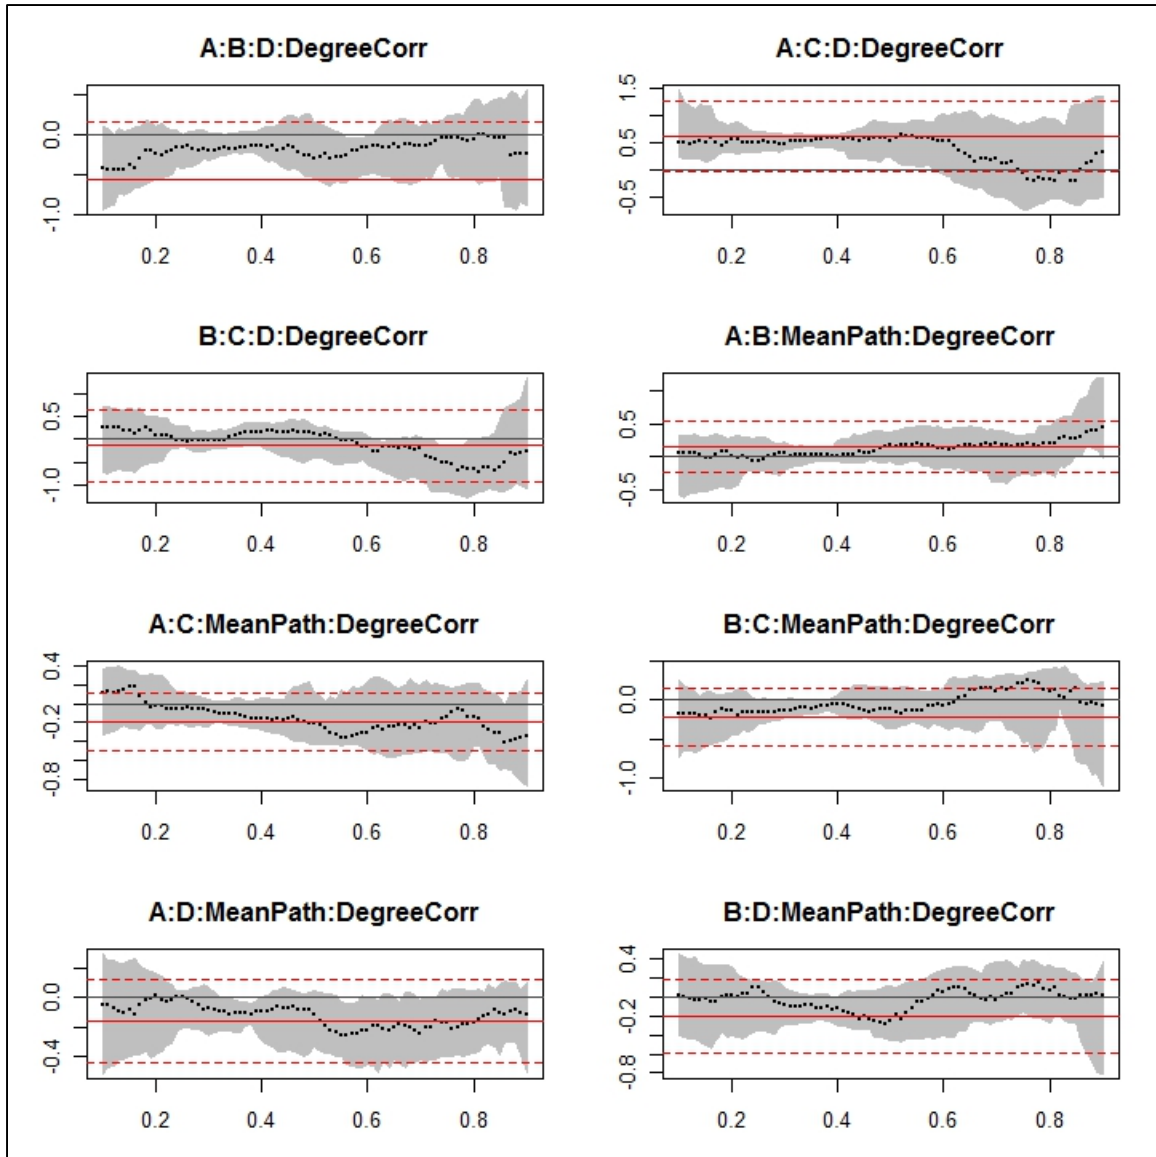 A:B:D:DegreeCorr
A:C:D:DegreeCorr
0.0
-1.0
0.2 0.4 0.6 0.8
1.5
0.5
-0.5
0.2 0.4 0.6 0.8
B:C:D:DegreeCorr
A:B:MeanPath:DegreeCorr
0.5
-1.0
0.2 0.4 0.6 0.8
0.5
-0.5
0.2 0.4 0.6 0.8
A:C:MeanPath:DegreeCorr
B:C:MeanPath:DegreeCorr
0.4
-0.2
-0.8
0.2 0.4 0.6 0.8
0.0
-1.0
0.2 0.4 0.6 0.8
A:D:MeanPath:DegreeCorr
B:D:MeanPath:DegreeCorr
0.0
-0.4
0.2 0.4 0.6 0.8
0.4
-0.2
-0.8
0.2 0.4 0.6 0.8